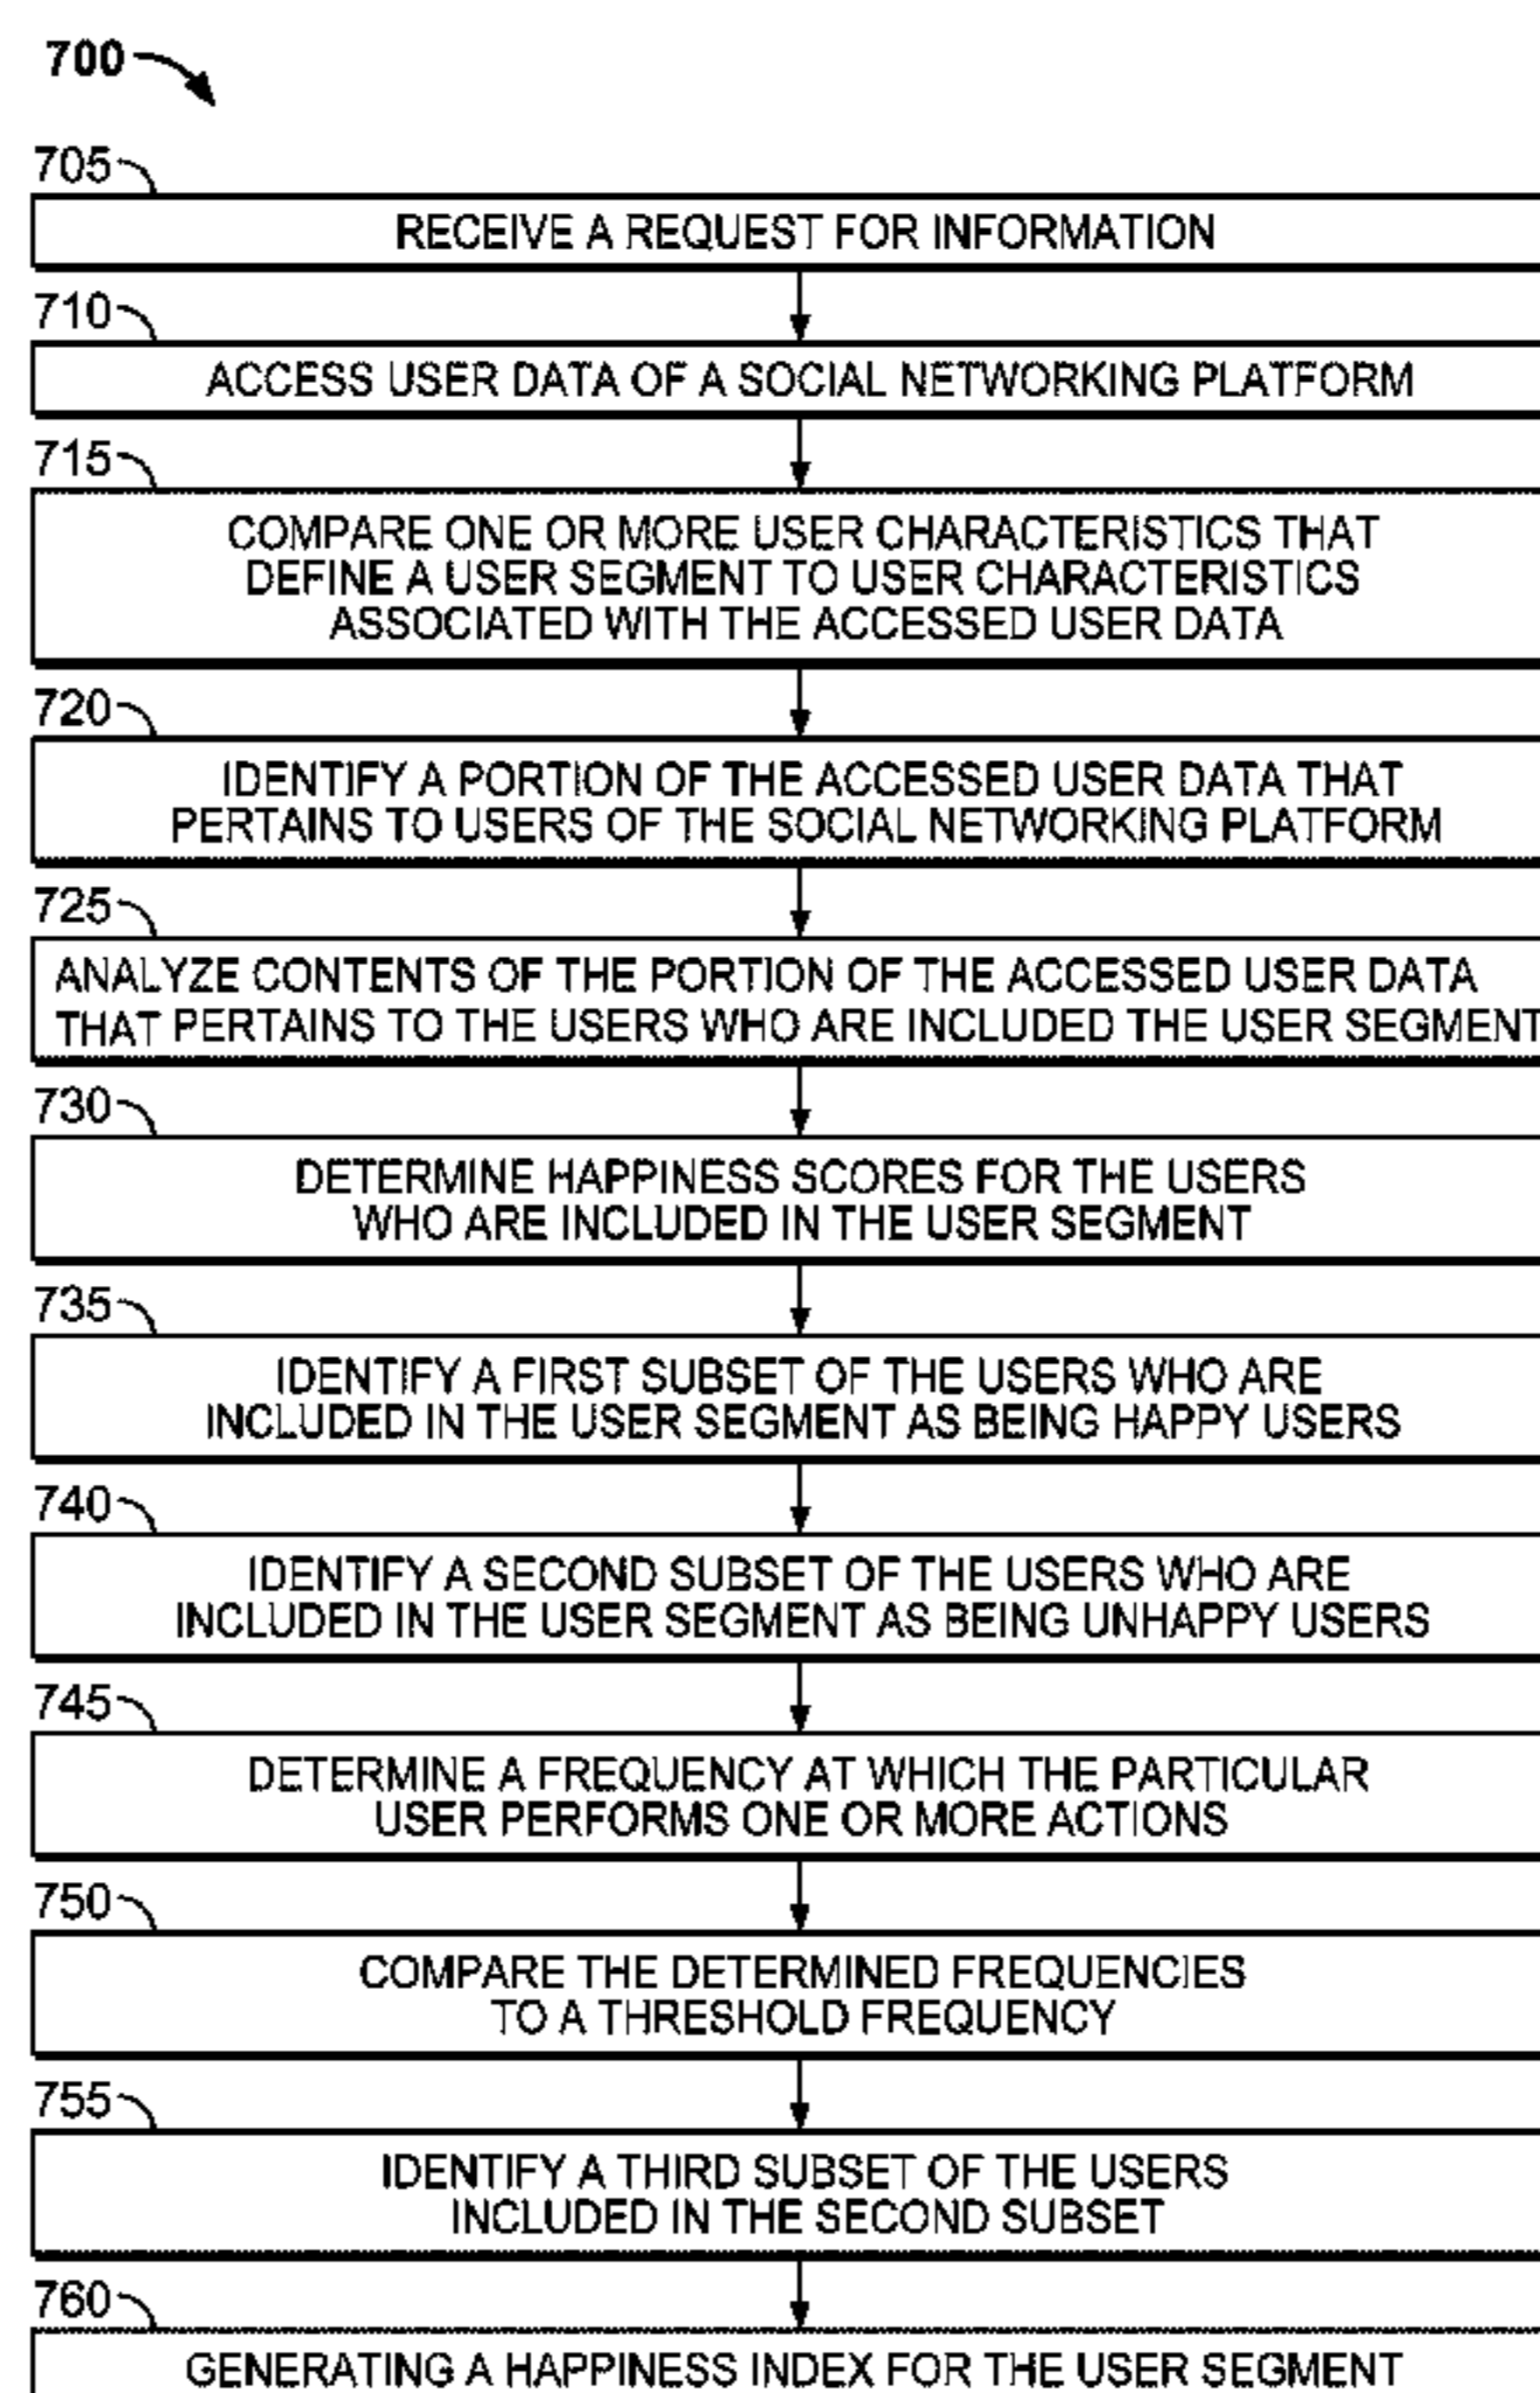 700
705
RECEIVE A REQUEST FOR INFORMATION
710
ACCESS USER DATA OF A SOCIAL NETWORKING PLATFORM
715
COMPARE ONE OR MORE USER CHARACTERISTICS THAT
DEFINE A USER SEGMENT TO USER CHARACTERISTICS
ASSOCIATED WITH THE ACCESSED USER DATA
720
IDENTIFY A PORTION OF THE ACCESSED USER DATA THAT
PERTAINS TO USERS OF THE SOCIAL NETWORKING PLATFORM
725
ANALYZE CONTENTS OF THE PORTION OF THE ACCESSED USER DATA
THAT PERTAINS TO THE USERS WHO ARE INCLUDED THE USER SEGMENT
730
DETERMINE HAPPINESS SCORES FOR THE USERS
WHO ARE INCLUDED IN THE USER SEGMENT
735
IDENTIFY A FIRST SUBSET OF THE USERS WHO ARE
INCLUDED IN THE USER SEGMENT AS BEING HAPPY USERS
740
IDENTIFY A SECOND SUBSET OF THE USERS WHO ARE
INCLUDED IN THE USER SEGMENT AS BEING UNHAPPY USERS
745
DETERMINE A FREQUENCY AT WHICH THE PARTICULAR
USER PERFORMS ONE OR MORE ACTIONS
750
COMPARE THE DETERMINED FREQUENCIES
TO A THRESHOLD FREQUENCY
755
IDENTIFY A THIRD SUBSET OF THE USERS
INCLUDED IN THE SECOND SUBSET
760
GENERATING A HAPPINESS INDEX FOR THE USER SEGMENT